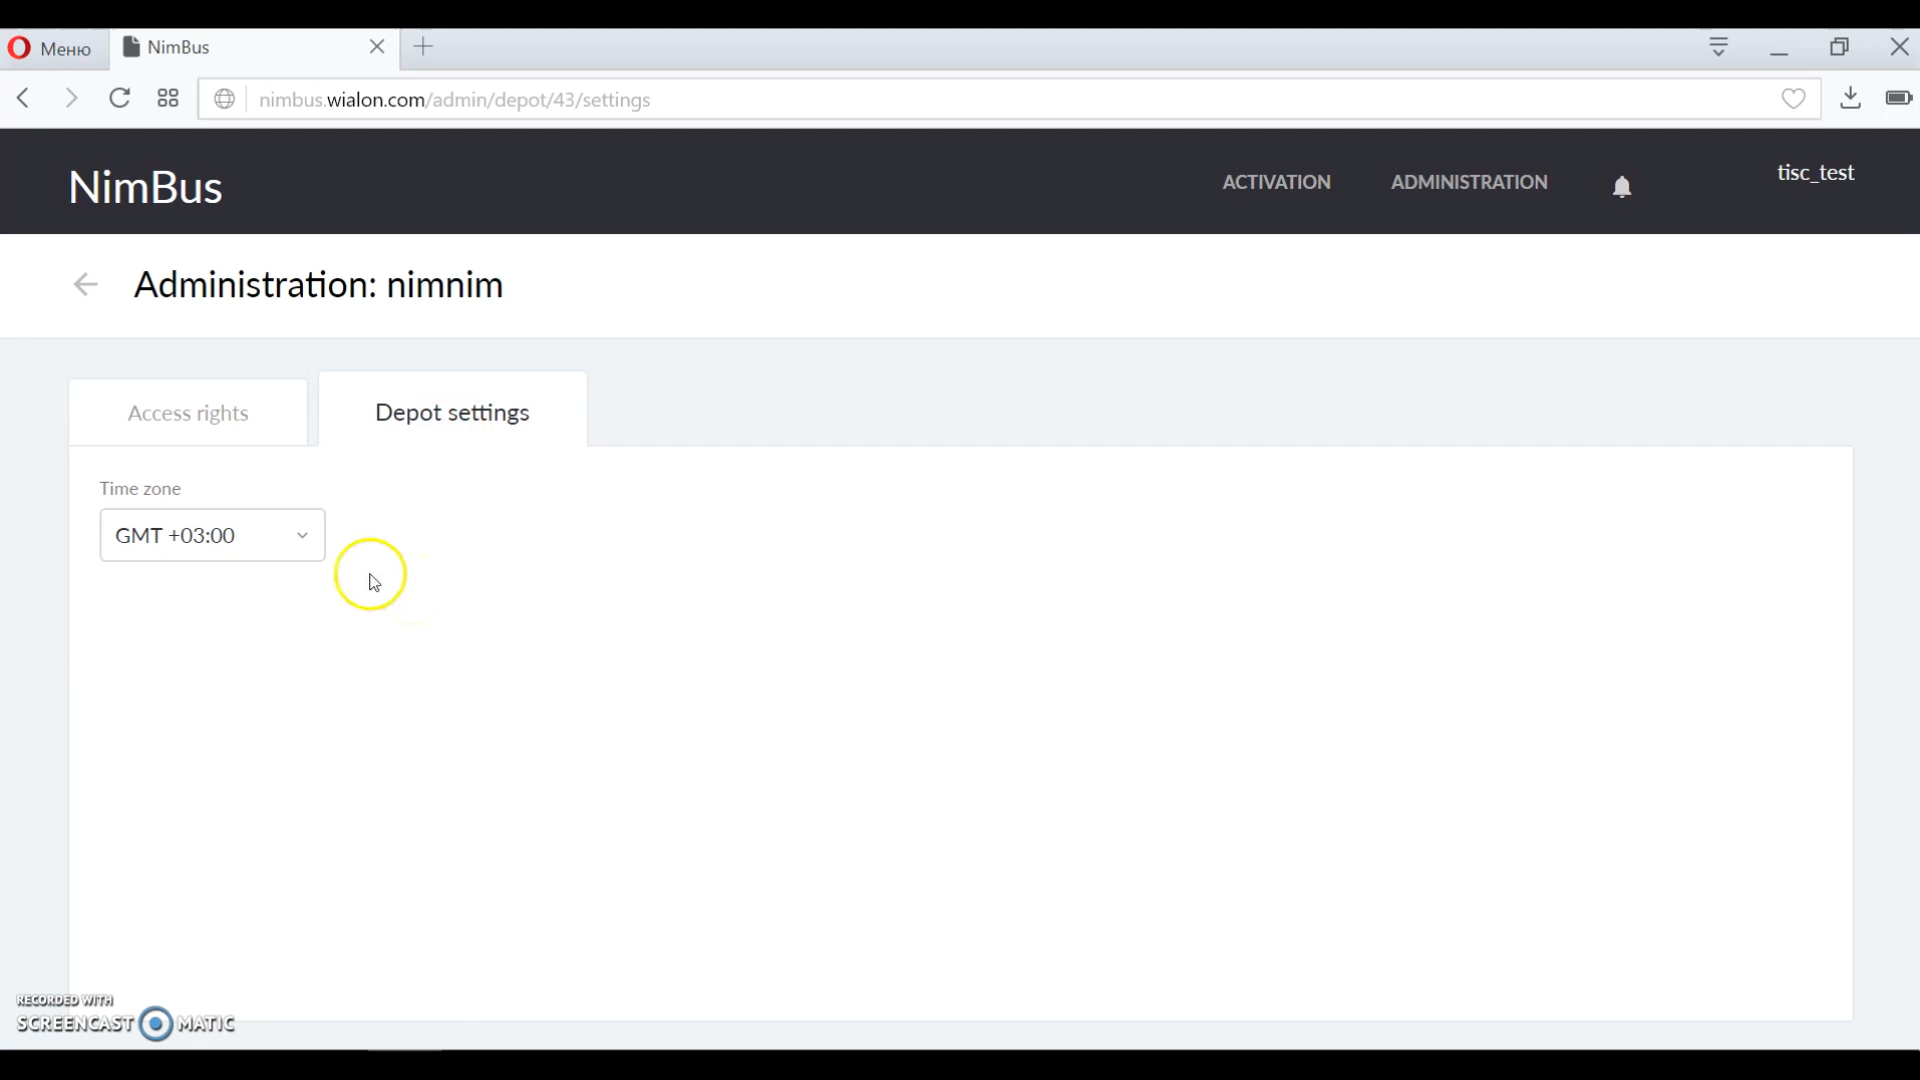 Меню
NimBus
nimbus.wialon.com/admin/depot/43/settings
NimBus
ACTIVATION
ADMINISTRATION
tisc_test
Administration: nimnim
Access rights
Depot settings
Time zone
GMT +03:00
RECORDED WITH
SCREENCAST MATIC